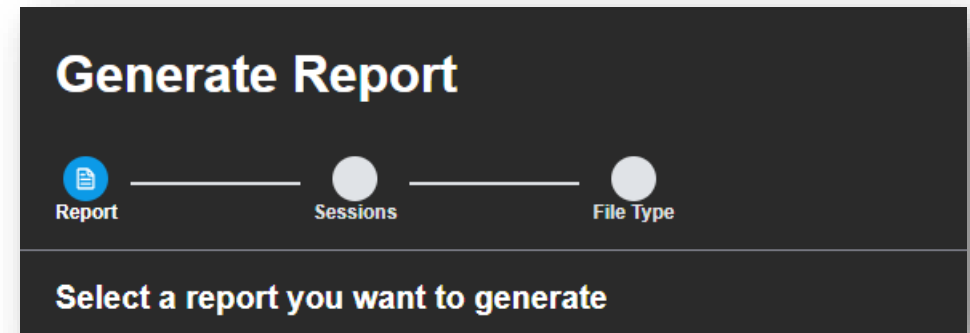 Generate Report
Report Sessions File Type
Select a report you want to generate